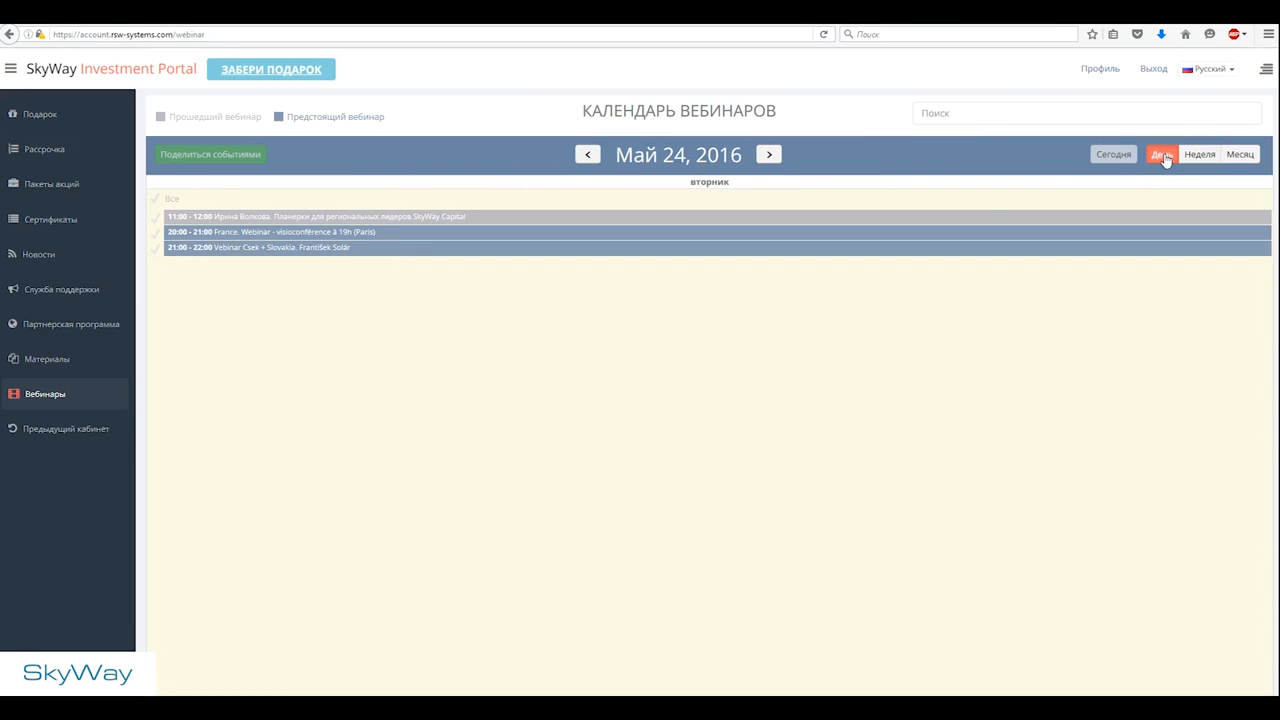 https://account.rsw-systems.com/webinar
Поиск
SkyWay Investment Portal
ЗАБЕРИ ПОДАРОК
Профиль
Выход
Русский
Подарок
Рассрочка
Пакеты акций
Сертификаты
Новости
Служба поддержки
Партнерская программа
Материалы
Вебинары
Предыдущий кабинет
Прошедший вебинар
Предстоящий вебинар
КАЛЕНДАРЬ ВЕБИНАРОВ
Поиск
Поделиться событиями
Май 24, 2016
Сегодня
День
Неделя
Месяц
вторник
Все
11:00 - 12:00 Ирина Волкова. Планерки для региональных лидеров SkyWay Capital
20:00 - 21:00 France. Webinar - visioconférence à 19h (Paris)
21:00 - 22:00 Vebinar Csek + Slovakia. František Solár
SkyWay